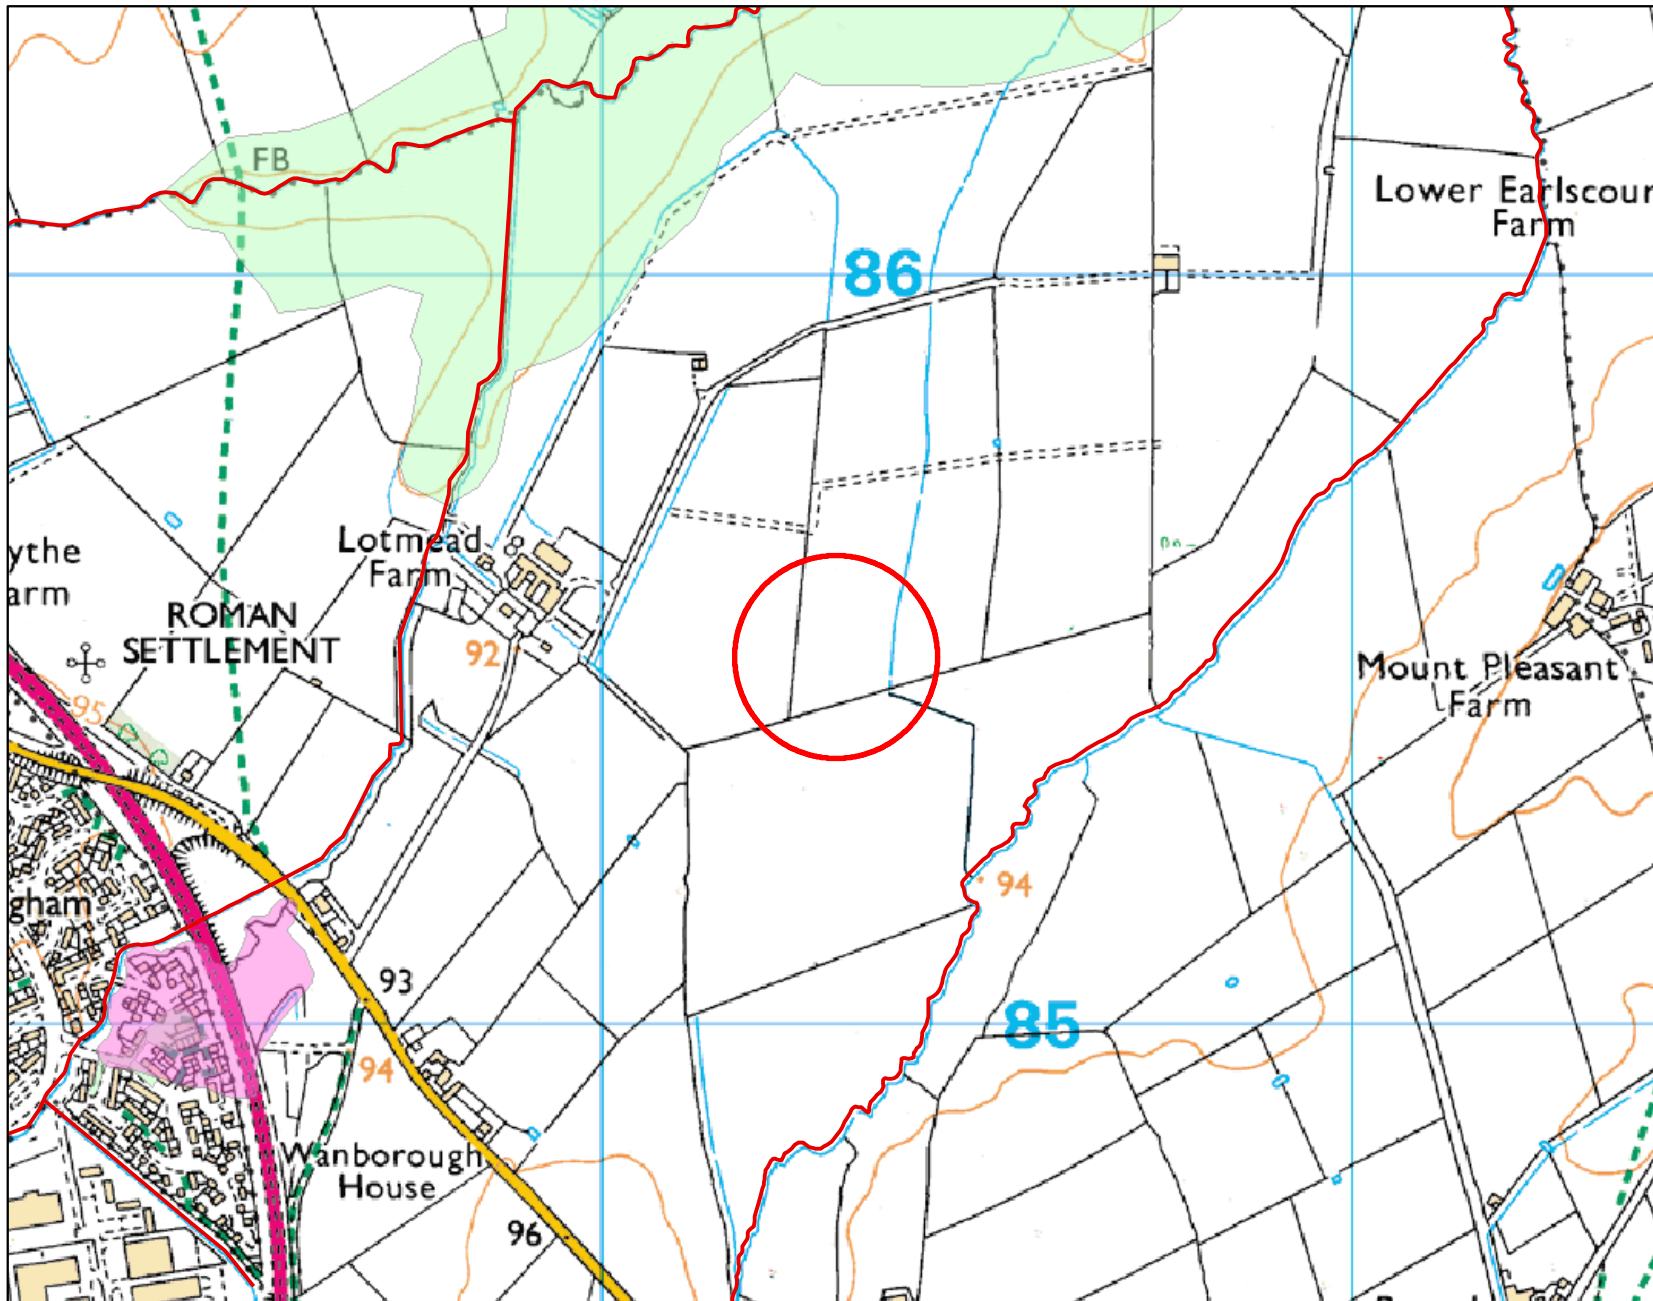 FB
Lower Earlscour
Farm
86
Lotmead
Farm
ythe
arm
ROMAN
SETTLEMENT
92
Mount Pleasant
Farm
95
94
gham
93
85
94
Wanborough
House
96